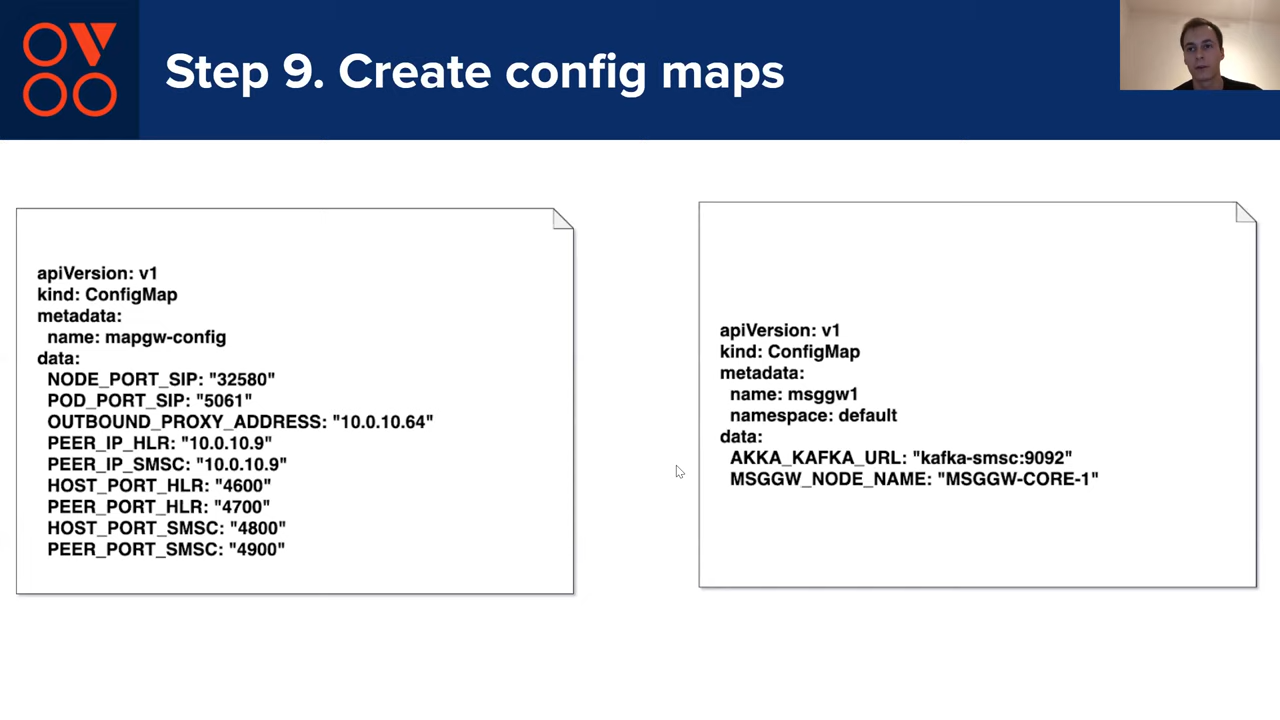 OVOO
Step 9. Create config maps
apiVersion: v1
kind: ConfigMap
metadata:
name: mapgw-config
data:
NODE_PORT_SIP: "32580"
POD_PORT_SIP: "5061"
OUTBOUND_PROXY_ADDRESS: "10.0.10.64"
PEER_IP_HLR: "10.0.10.9"
PEER_IP_SMSC: "10.0.10.9"
HOST_PORT_HLR: "4600"
PEER_PORT_HLR: "4700"
HOST_PORT_SMSC: "4800"
PEER_PORT_SMSC: "4900"
apiVersion: v1
kind: ConfigMap
metadata:
name: msggw1
namespace: default
data:
AKKA_KAFKA_URL: "kafka-smsc:9092"
MSGGW_NODE_NAME: "MSGGW-CORE-1"